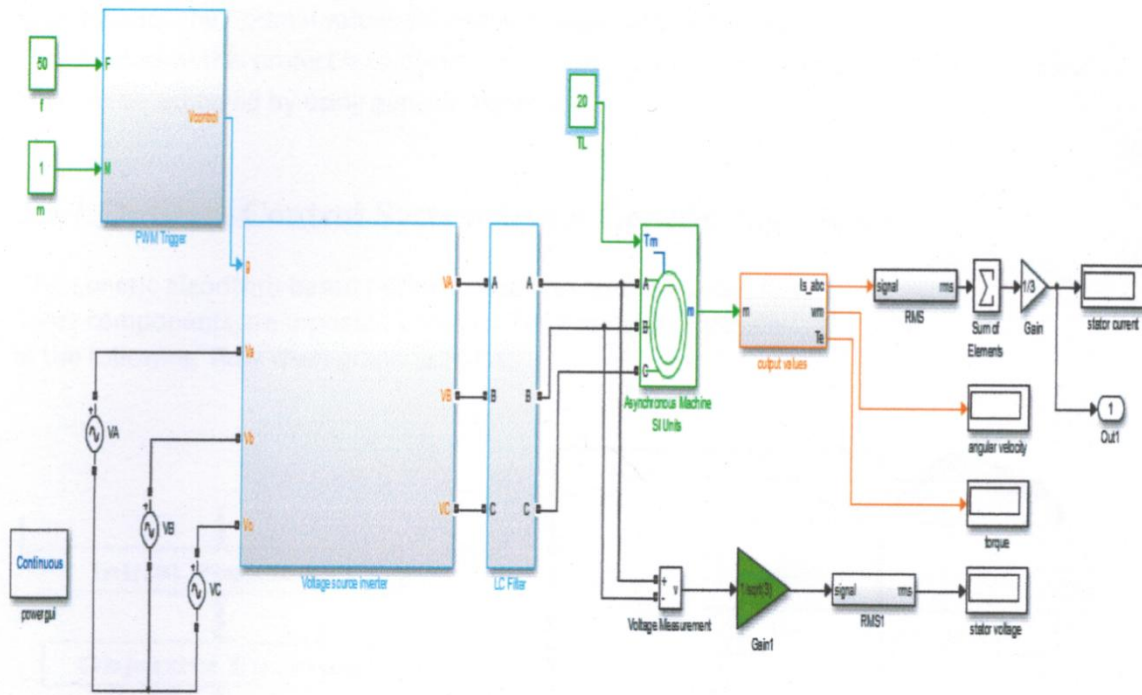 50
f
1
m
F
M
Vcontrol
PWM Trigger
20
TL
g
Va
Vb
VA
VB
VC
Voltage source inverter
A
B
C
A
B
C
LC Filter
Tm
A
B
C
m
Asynchronous Machine
SI Units
m
Is_abc
wm
Te
output values
signal
rms
RMS
Sum of
Elements
1/3
Gain
stator current
1
Out1
angular velocity
torque
VA
VB
VC
Continuous
powergui
+
-
v
Voltage Measurement
Gain1
signal
rms
RMS1
stator voltage